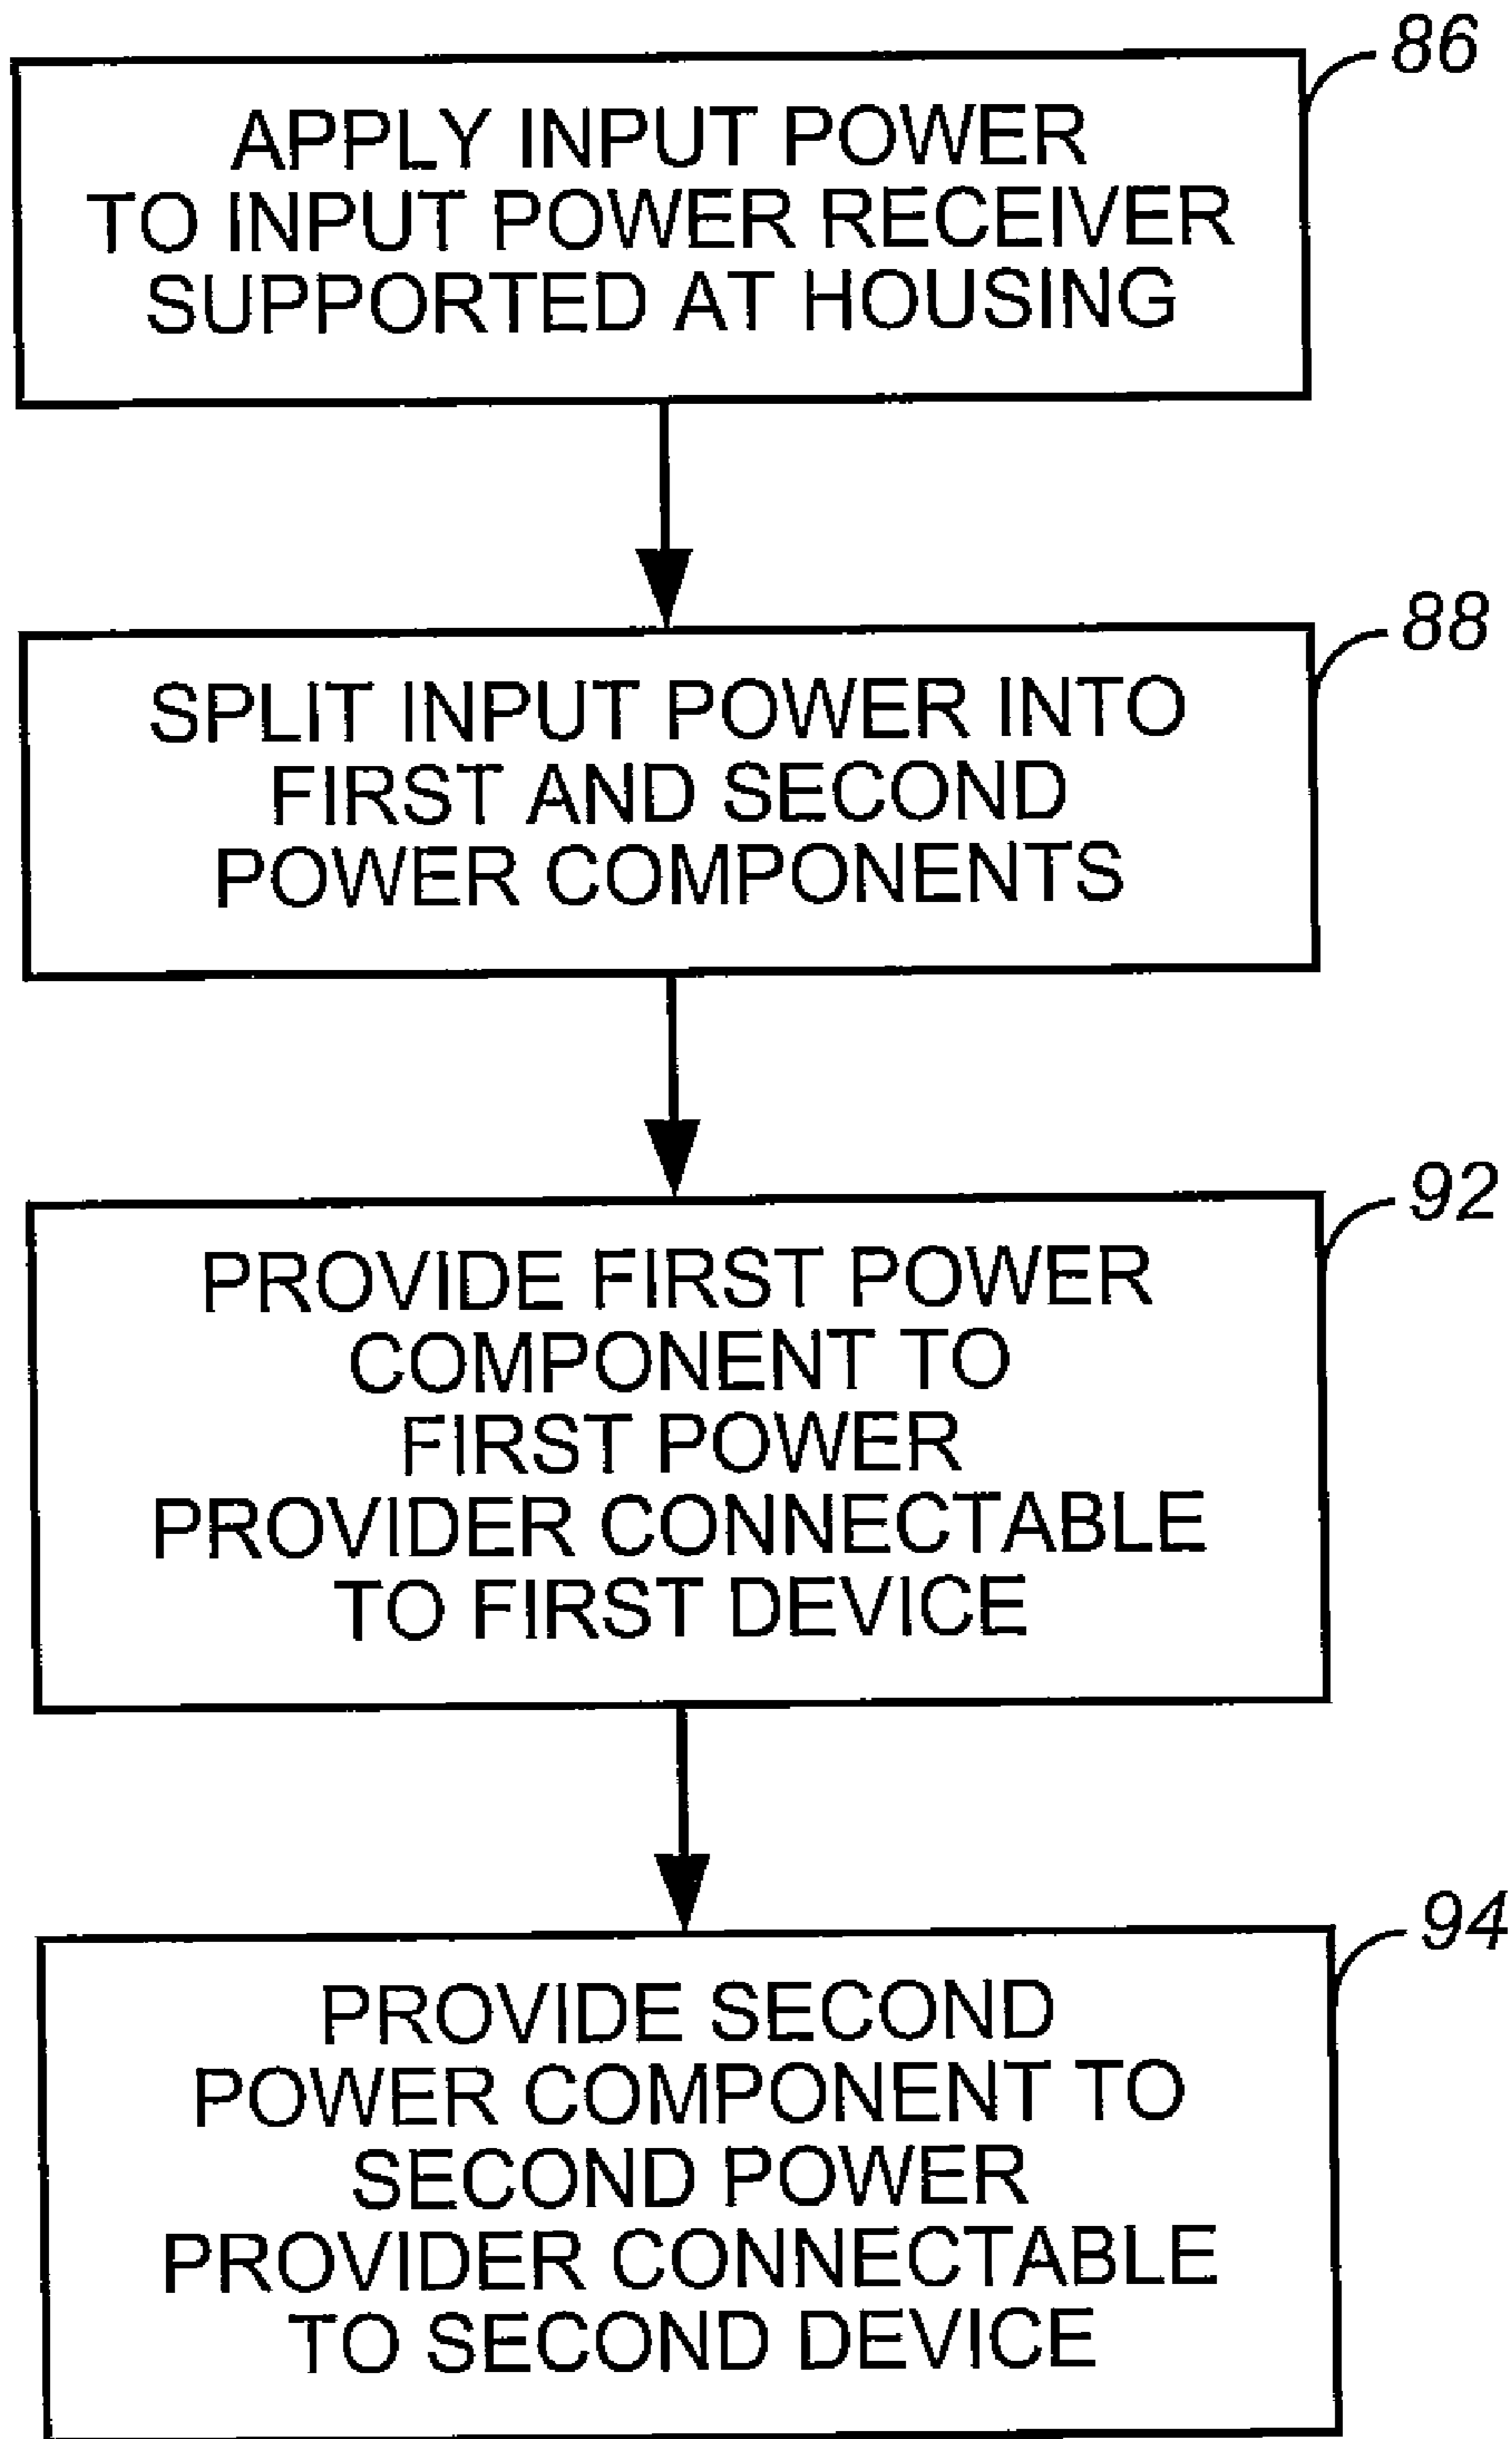 86
APPLY INPUT POWER
TO INPUT POWER RECEIVER
SUPPORTED AT HOUSING
88
SPLIT INPUT POWER INTO
FIRST AND SECOND
POWER COMPONENTS
92
PROVIDE FIRST POWER
COMPONENT TO
FIRST POWER
PROVIDER CONNECTABLE
TO FIRST DEVICE
94
PROVIDE SECOND
POWER COMPONENT TO
SECOND POWER
PROVIDER CONNECTABLE
TO SECOND DEVICE